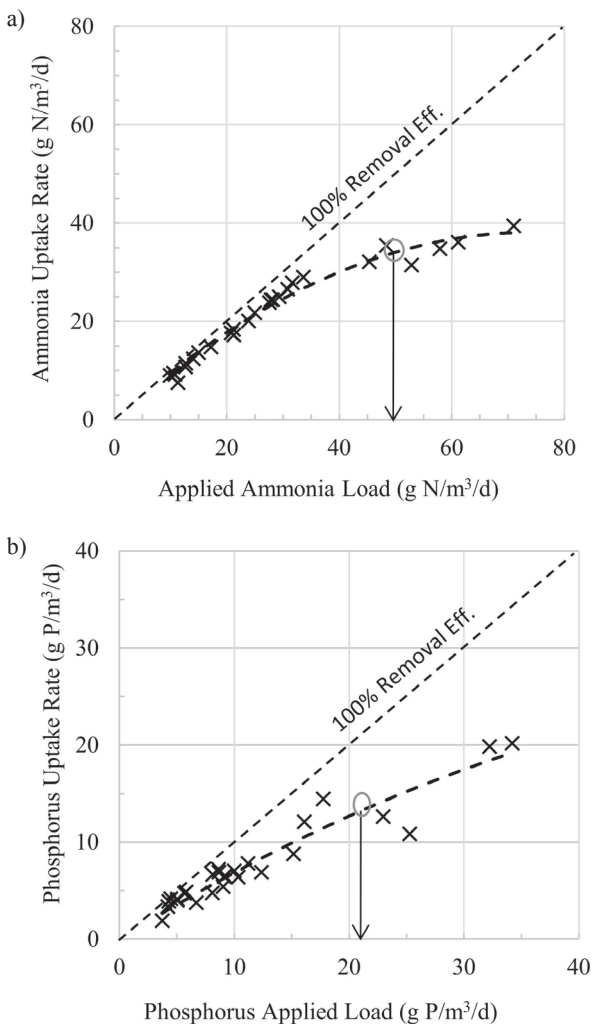 a)
80
60
40
20
0
Ammonia Uptake Rate (g N/m³/d)
100% Removal Eff.
0 20 40 60 80
Applied Ammonia Load (g N/m³/d)
b)
40
30
20
10
0
Phosphorus Uptake Rate (g P/m³/d)
100% Removal Eff.
0 10 20 30 40
Phosphorus Applied Load (g P/m³/d)